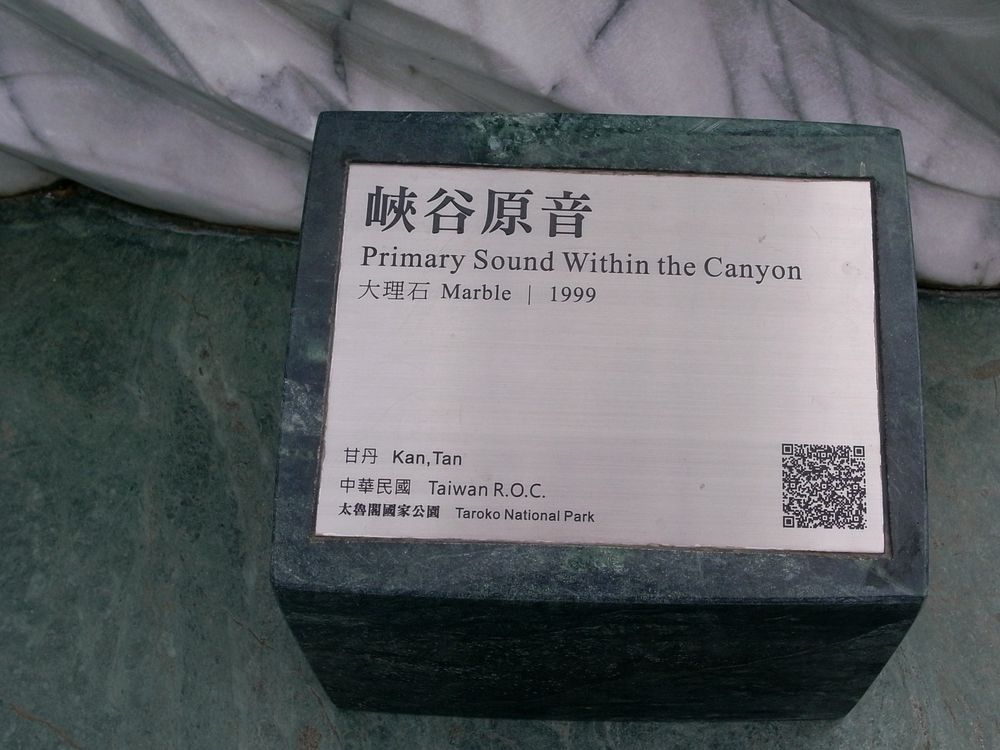 峽谷原音
Primary Sound Within the Canyon
大理石 Marble | 1999
甘丹 Kan,Tan
中華民國 Taiwan R.O.C.
太魯閣國家公園 Taroko National Park